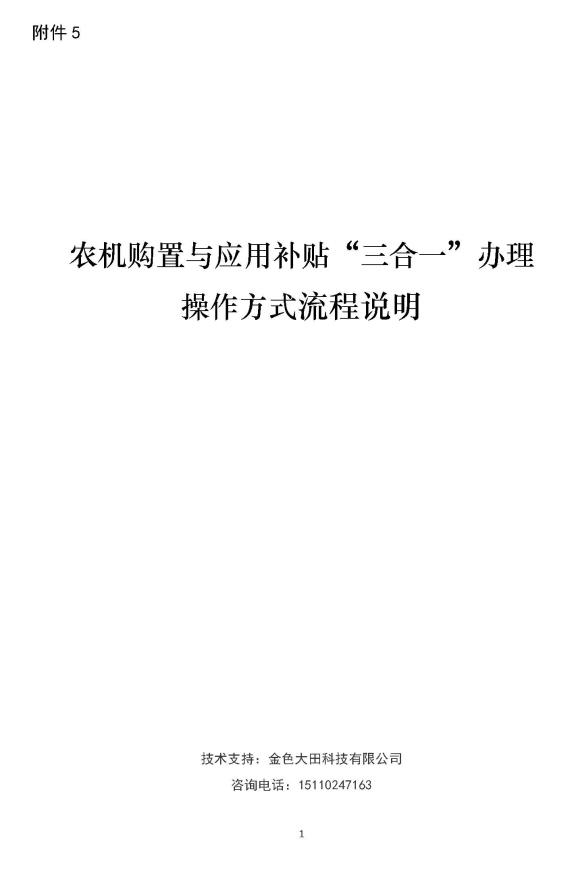 附件 5
农机购置与应用补贴“三合一”办理
操作方式流程说明
技术支持：金色大田科技有限公司
咨询电话：15110247163
1